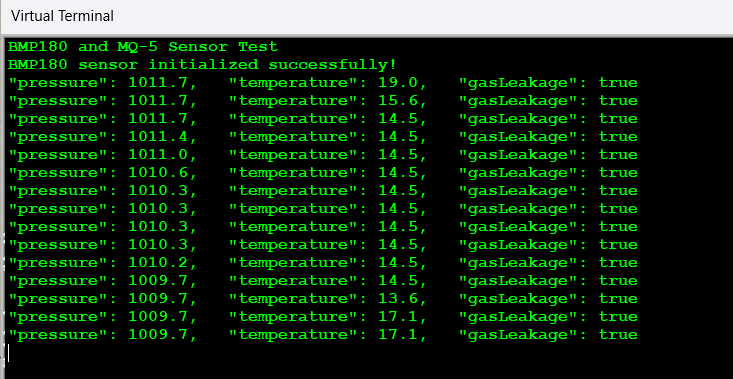 Virtual Terminal
BMP180 and MQ-5 Sensor Test
BMP180 sensor initialized successfully!
"pressure": 1011.7,   "temperature": 19.0,   "gasLeakage": true
"pressure": 1011.7,   "temperature": 15.6,   "gasLeakage": true
"pressure": 1011.7,   "temperature": 14.5,   "gasLeakage": true
"pressure": 1011.4,   "temperature": 14.5,   "gasLeakage": true
"pressure": 1011.0,   "temperature": 14.5,   "gasLeakage": true
"pressure": 1010.6,   "temperature": 14.5,   "gasLeakage": true
"pressure": 1010.3,   "temperature": 14.5,   "gasLeakage": true
"pressure": 1010.3,   "temperature": 14.5,   "gasLeakage": true
"pressure": 1010.3,   "temperature": 14.5,   "gasLeakage": true
"pressure": 1010.3,   "temperature": 14.5,   "gasLeakage": true
"pressure": 1010.2,   "temperature": 14.5,   "gasLeakage": true
"pressure": 1009.7,   "temperature": 14.5,   "gasLeakage": true
"pressure": 1009.7,   "temperature": 13.6,   "gasLeakage": true
"pressure": 1009.7,   "temperature": 17.1,   "gasLeakage": true
"pressure": 1009.7,   "temperature": 17.1,   "gasLeakage": true